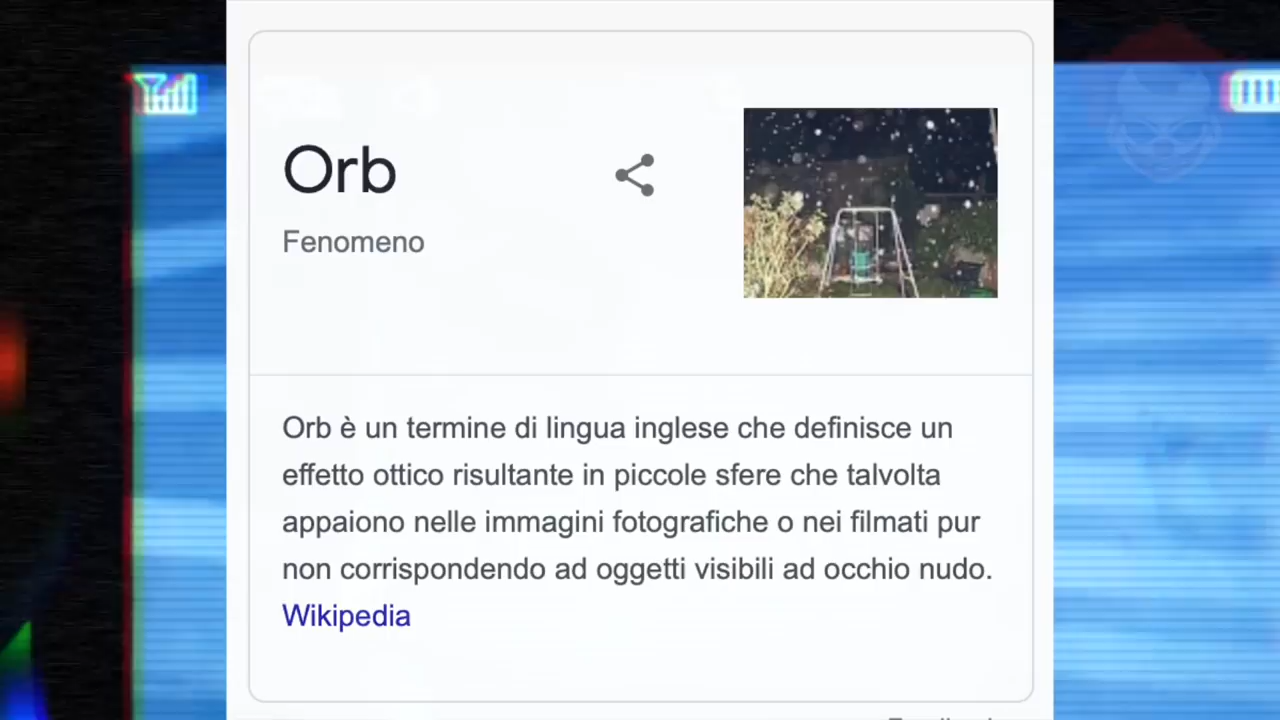 Orb
Fenomeno
Orb è un termine di lingua inglese che definisce un
effetto ottico risultante in piccole sfere che talvolta
appaiono nelle immagini fotografiche o nei filmati pur
non corrispondendo ad oggetti visibili ad occhio nudo.
Wikipedia